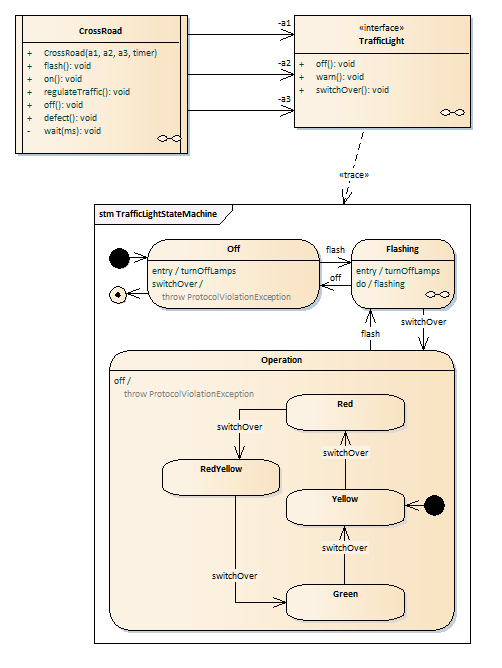 CrossRoad
+ CrossRoad(a1, a2, a3, timer)
+ flash(): void
+ on(): void
+ regulateTraffic(): void
+ off(): void
+ defect(): void
- wait(ms): void
-a1
-a2
-a3
«interface»
TrafficLight
+ off(): void
+ warn(): void
+ switchOver(): void
«trace»
stm TrafficLightStateMachine
Off
entry / turnOffLamps
switchOver /
throw ProtocolViolationException
flash
off
Flashing
entry / turnOffLamps
do / flashing
switchOver
flash
Operation
off /
throw ProtocolViolationException
Red
switchOver
switchOver
RedYellow
Yellow
switchOver
switchOver
Green